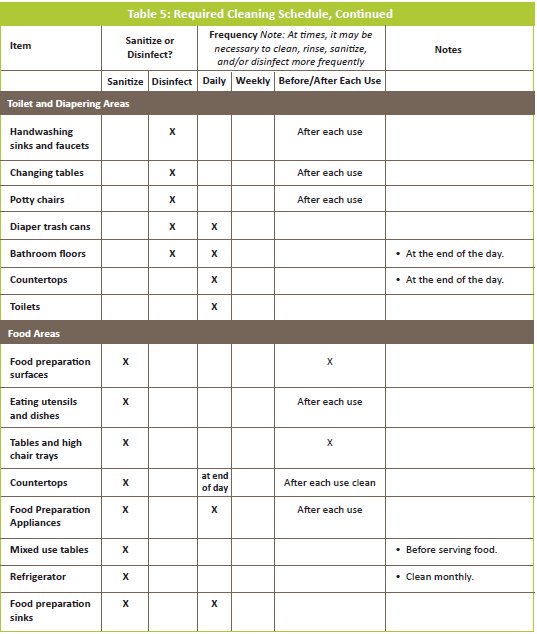 Table 5: Required Cleaning Schedule, Continued
Item
Sanitize or
Disinfect?
Frequency Note: At times, it may be
necessary to clean, rinse, sanitize,
and/or disinfect more frequently
Notes
Sanitize Disinfect Daily Weekly Before/After Each Use
Toilet and Diapering Areas
Handwashing
sinks and faucets
X After each use
Changing tables X After each use
Potty chairs X After each use
Diaper trash cans X X
Bathroom floors X X • At the end of the day.
Countertops X • At the end of the day.
Toilets X
Food Areas
Food preparation
surfaces
X X
Eating utensils
and dishes
X After each use
Tables and high
chair trays
X X
Countertops X at end
of day
After each use clean
Food Preparation
Appliances
X X After each use
Mixed use tables X • Before serving food.
Refrigerator X • Clean monthly.
Food preparation
sinks
X X